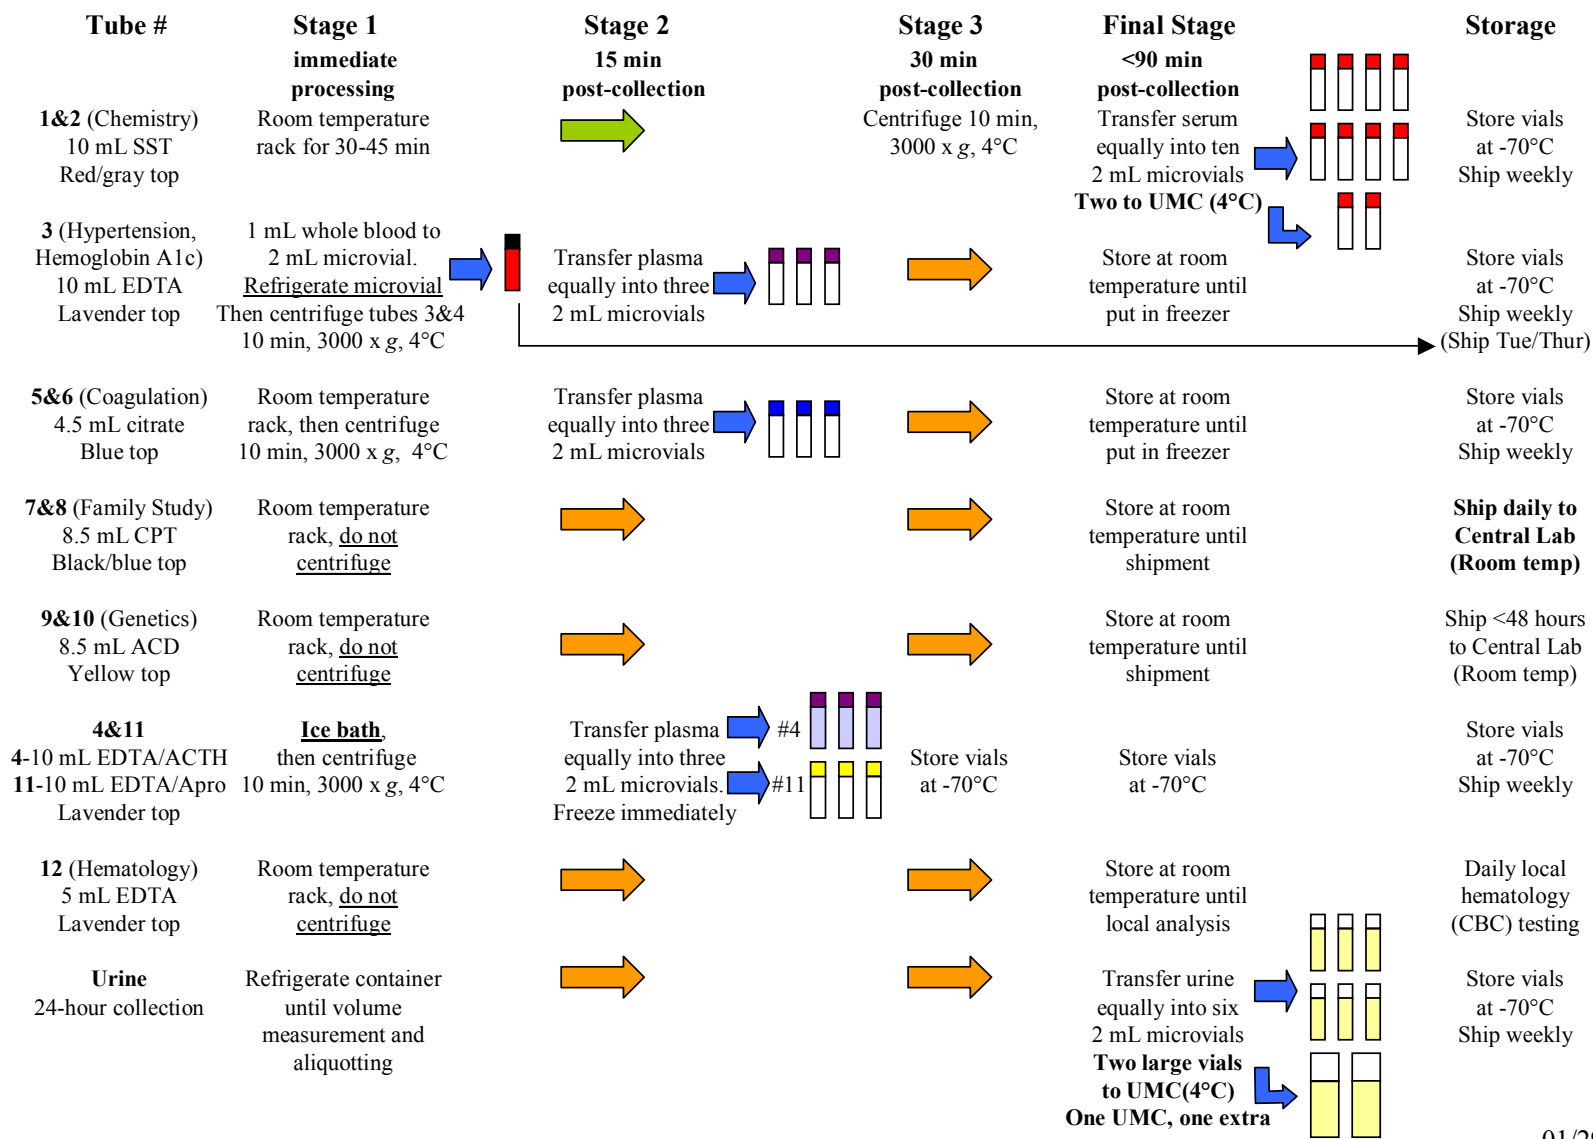 Tube #
Stage 1
Stage 2
Stage 3
Final Stage
Storage
immediate
processing
15 min
post-collection
30 min
post-collection
<90 min
post-collection
1&2 (Chemistry)
10 mL SST
Red/gray top
Room temperature
rack for 30-45 min
Centrifuge 10 min,
3000 x g, 4°C
Transfer serum
equally into ten
2 mL microvials
Two to UMC (4°C)
Store vials
at -70°C
Ship weekly
3 (Hypertension,
Hemoglobin A1c)
10 mL EDTA
Lavender top
1 mL whole blood to
2 mL microvial.
Refrigerate microvial
Then centrifuge tubes 3&4
10 min, 3000 x g, 4°C
Transfer plasma
equally into three
2 mL microvials
Store at room
temperature until
put in freezer
Store vials
at -70°C
Ship weekly
(Ship Tue/Thur)
5&6 (Coagulation)
4.5 mL citrate
Blue top
Room temperature
rack, then centrifuge
10 min, 3000 x g, 4°C
Transfer plasma
equally into three
2 mL microvials
Store at room
temperature until
put in freezer
Store vials
at -70°C
Ship weekly
7&8 (Family Study)
8.5 mL CPT
Black/blue top
Room temperature
rack, do not
centrifuge
Store at room
temperature until
shipment
Ship daily to
Central Lab
(Room temp)
9&10 (Genetics)
8.5 mL ACD
Yellow top
Room temperature
rack, do not
centrifuge
Store at room
temperature until
shipment
Ship <48 hours
to Central Lab
(Room temp)
4&11
4-10 mL EDTA/ACTH
11-10 mL EDTA/Apro
Lavender top
Ice bath,
then centrifuge
10 min, 3000 x g, 4°C
Transfer plasma
equally into three
2 mL microvials.
Freeze immediately
#4
#11
Store vials
at -70°C
Store vials
at -70°C
Store vials
at -70°C
Ship weekly
12 (Hematology)
5 mL EDTA
Lavender top
Room temperature
rack, do not
centrifuge
Store at room
temperature until
local analysis
Daily local
hematology
(CBC) testing
Urine
24-hour collection
Refrigerate container
until volume
measurement and
aliquotting
Transfer urine
equally into six
2 mL microvials
Two large vials
to UMC(4°C)
One UMC, one extra
Store vials
at -70°C
Ship weekly